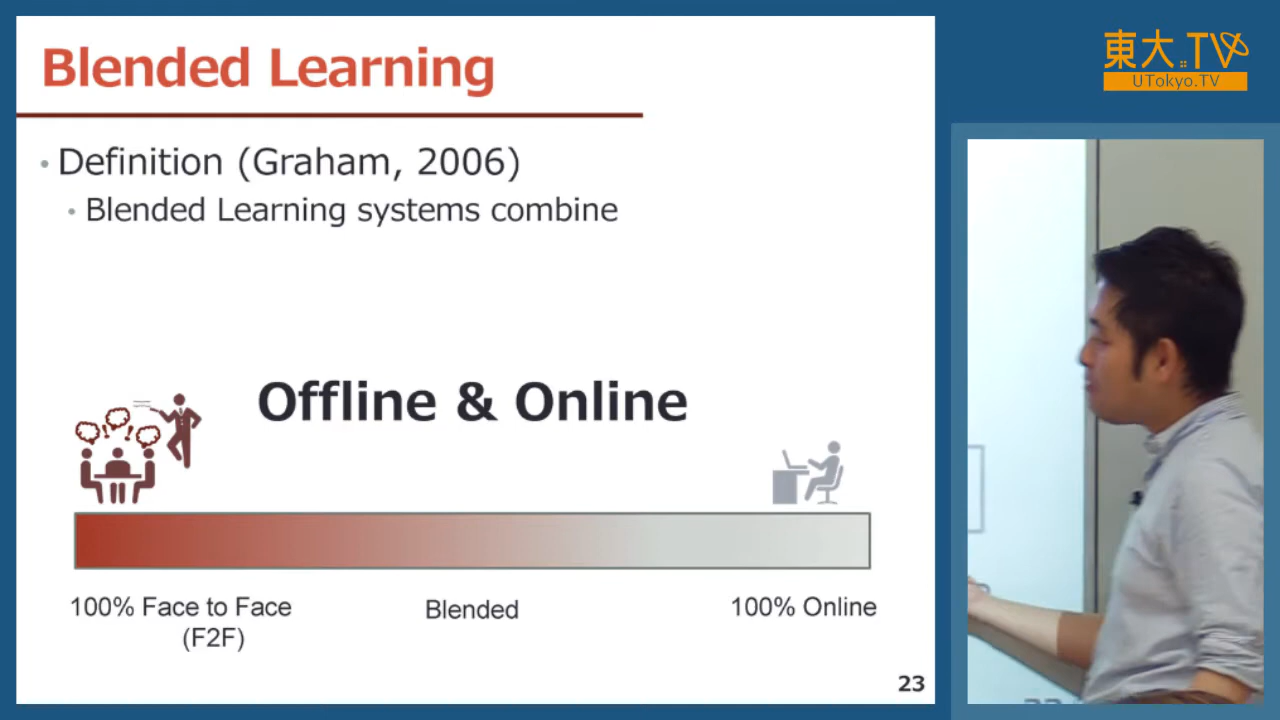 Blended Learning
• Definition (Graham, 2006)
• Blended Learning systems combine
Offline & Online
100% Face to Face
(F2F)
Blended
100% Online
23
東大.TV
UTokyo.TV